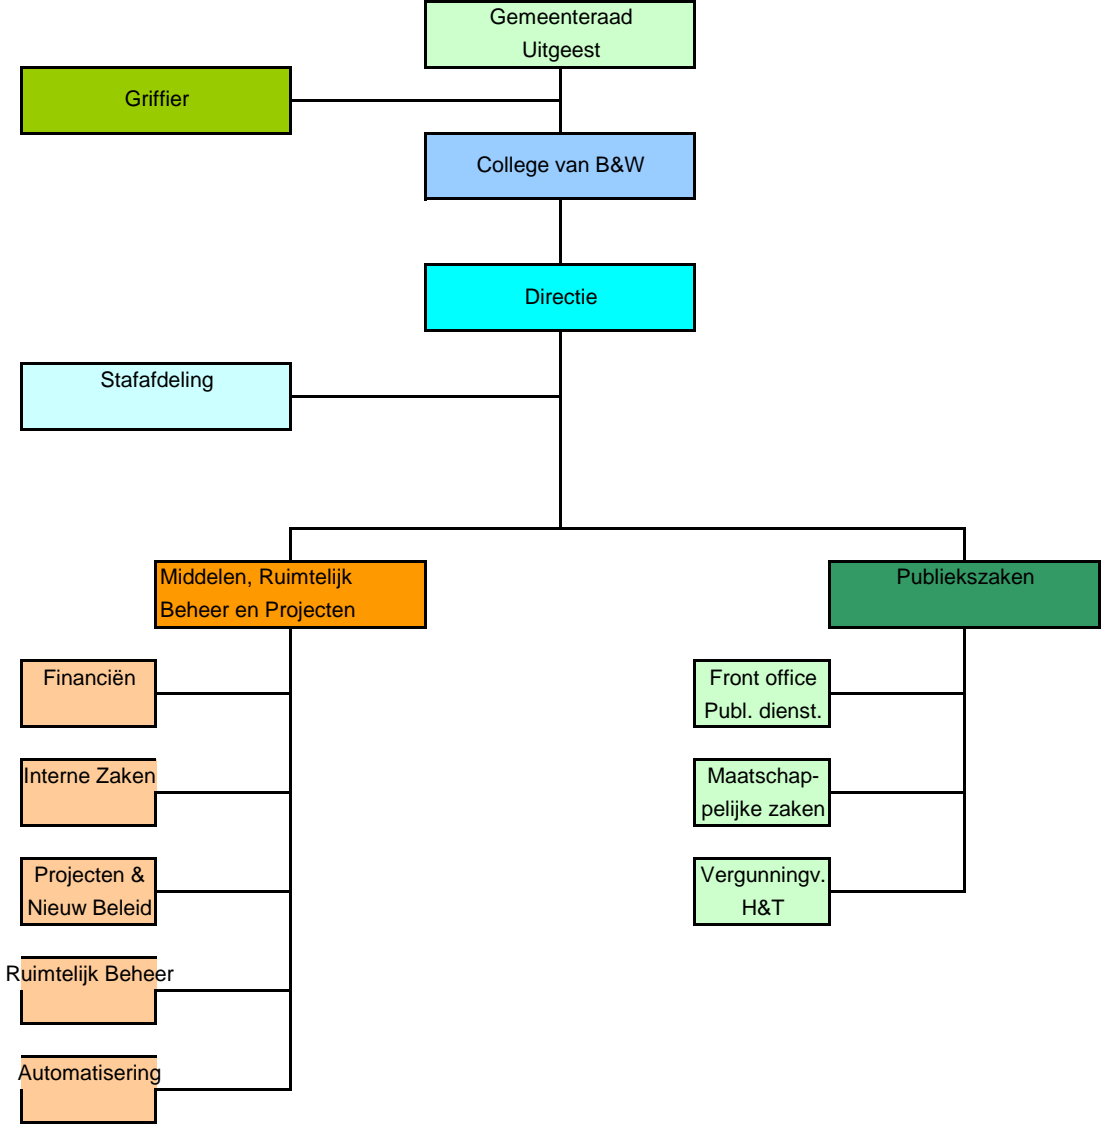 Gemeenteraad
Uitgeest
Griffier
College van B&W
Directie
Stafafdeling
Middelen, Ruimtelijk
Beheer en Projecten
Publiekszaken
Financiën
Front office
Publ. dienst.
Interne Zaken
Maatschap-
pelijke zaken
Projecten &
Nieuw Beleid
Vergunningv.
H&T
Ruimtelijk Beheer
Automatisering